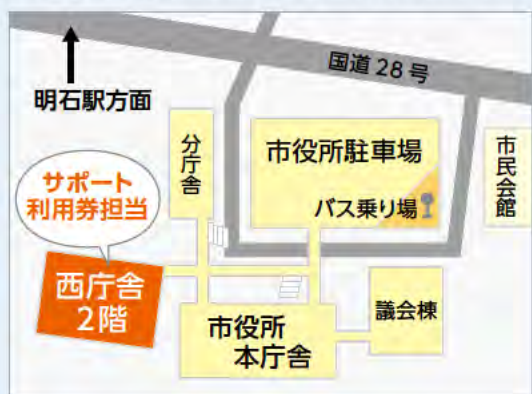 国道28号
明石駅方面
分庁舎
市役所駐車場
市民会館
サポート
利用券担当
バス乗り場
西庁舎
2階
市役所
本庁舎
議会棟